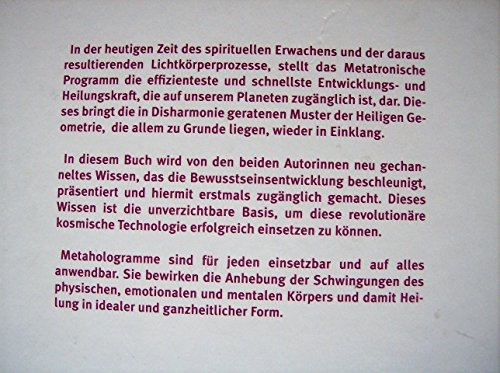 In der heutigen Zeit des spirituellen Erwachens und der daraus
resultierenden Lichtkörperprozesse, stellt das Metatronische
Programm die effizienteste und schnellste Entwicklungs- und
Heilungskraft, die auf unserem Planeten zugänglich ist, dar. Die-
ses bringt die in Disharmonie geratenen Muster der Heiligen Ge-
ometrie, die allem zu Grunde liegen, wieder in Einklang.
In diesem Buch wird von den beiden Autorinnen neu gechan-
neltes Wissen, das die Bewusstseinsentwicklung beschleunigt,
präsentiert und hiermit erstmals zugänglich gemacht. Dieses
Wissen ist die unverzichtbare Basis, um diese revolutionäre
kosmische Technologie erfolgreich einsetzen zu können.
Metahologramme sind für jeden einsetzbar und auf alles
anwendbar. Sie bewirken die Anhebung der Schwingungen des
physischen, emotionalen und mentalen Körpers und damit Hei-
lung in idealer und ganzheitlicher Form.